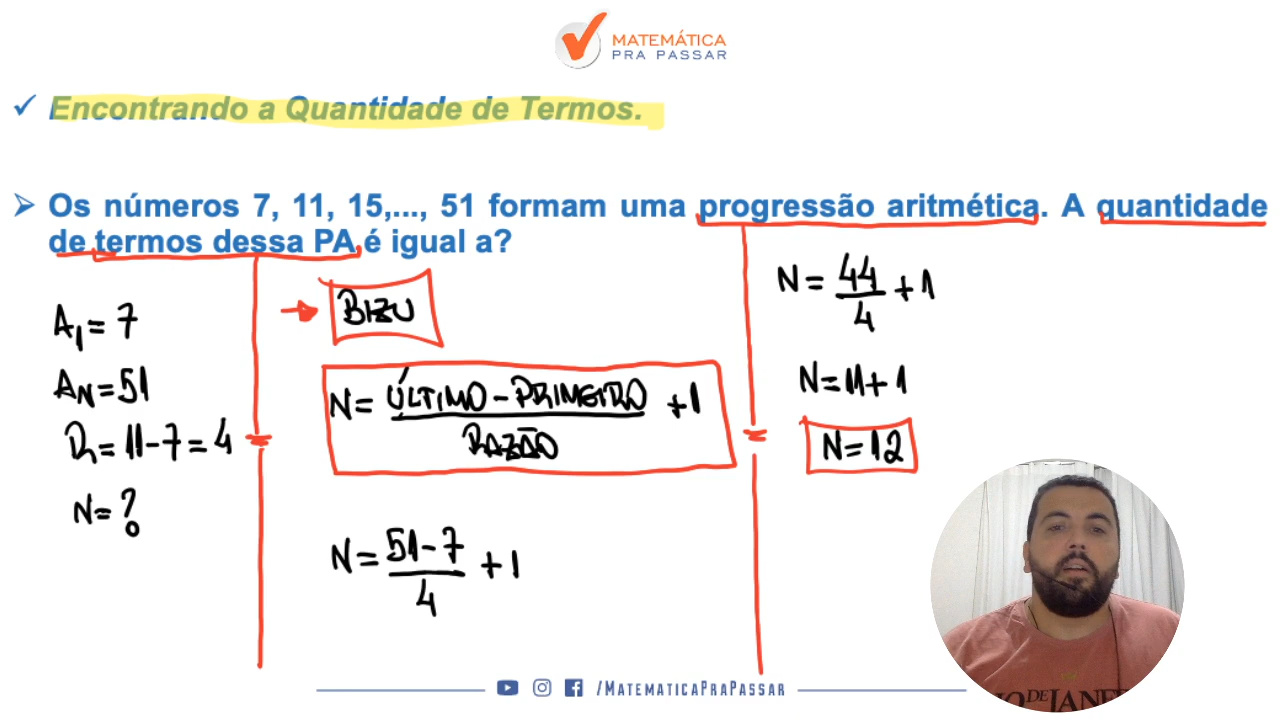 MATEMÁTICA
PRA PASSAR
✓ Encontrando a Quantidade de Termos.
➤ Os números 7, 11, 15,..., 51 formam uma progressão aritmética. A quantidade
de termos dessa PA é igual a?
A₁ = 7
Aₙ = 51
R = 11 - 7 = 4
N = ?
→ BIZU
N = ÚLTIMO - PRIMEIRO / RAZÃO + 1
N = 51 - 7 / 4 + 1
N = 44 / 4 + 1
N = 11 + 1
N = 12
/MATEMATICAPRAPASSAR
DE JANE